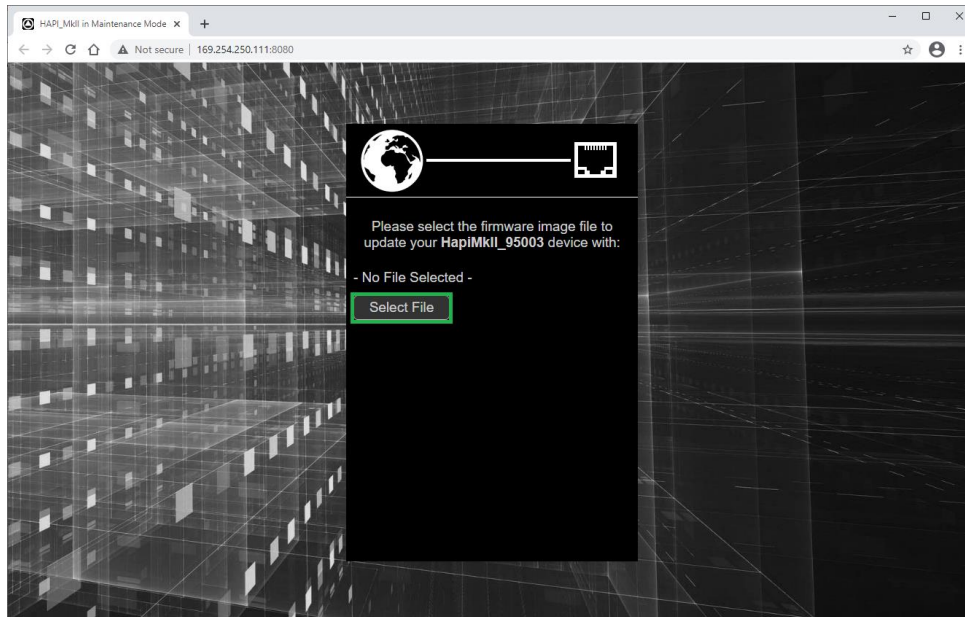 HAPI_MkII in Maintenance Mode
Not secure | 169.254.250.111:8080
Please select the firmware image file to
update your HapiMkII_95003 device with:
- No File Selected -
Select File